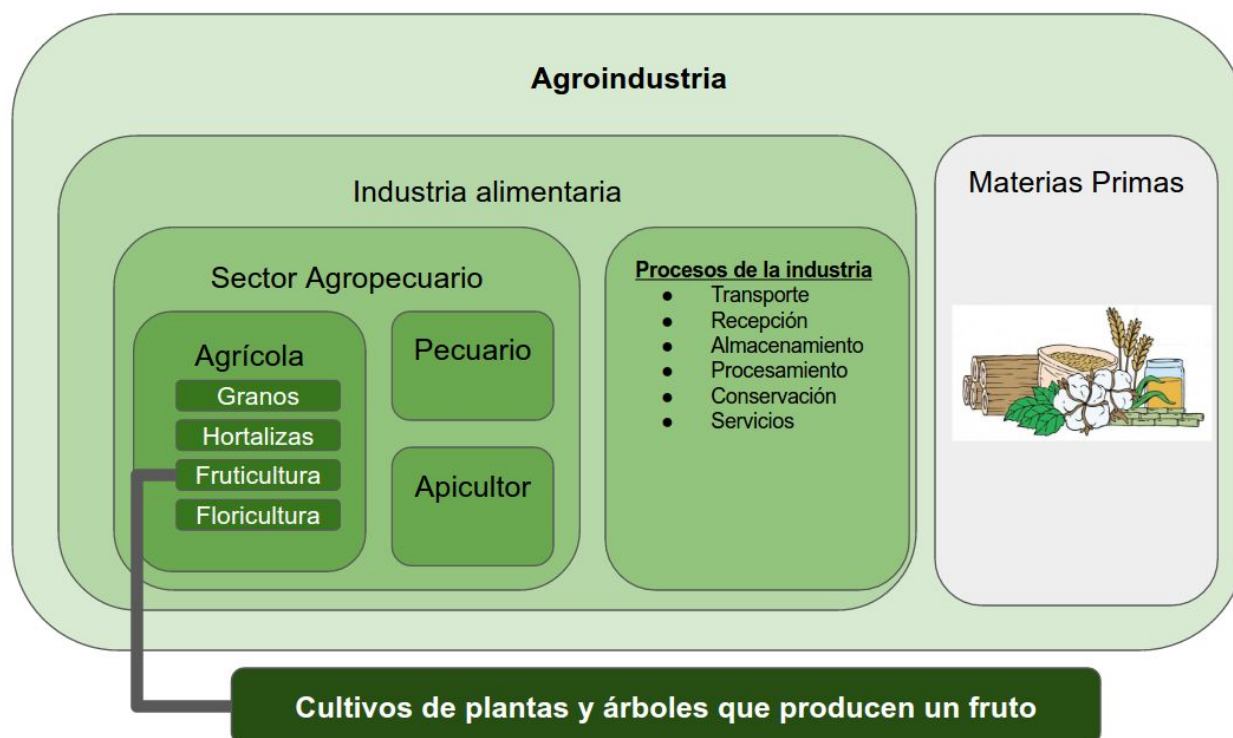 Agroindustria
Industria alimentaria
Sector Agropecuario
Agrícola
Granos
Hortalizas
Fruticultura
Floricultura
Pecuario
Apicultor
Procesos de la industria
● Transporte
● Recepción
● Almacenamiento
● Procesamiento
● Conservación
● Servicios
Materias Primas
Cultivos de plantas y árboles que producen un fruto